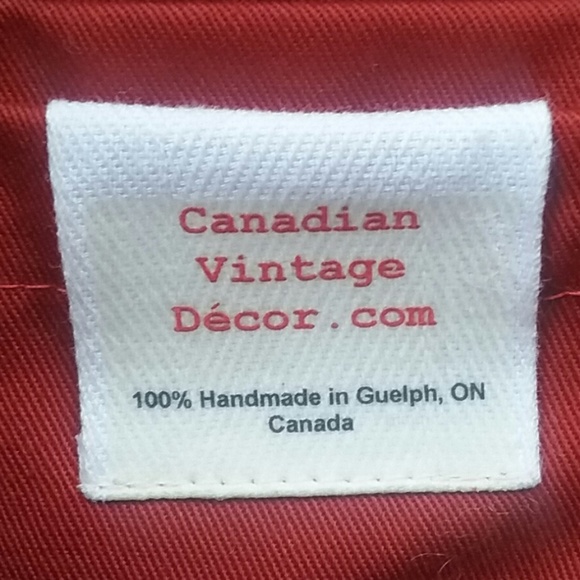 Canadian
Vintage
Décor.com
100% Handmade in Guelph, ON
Canada